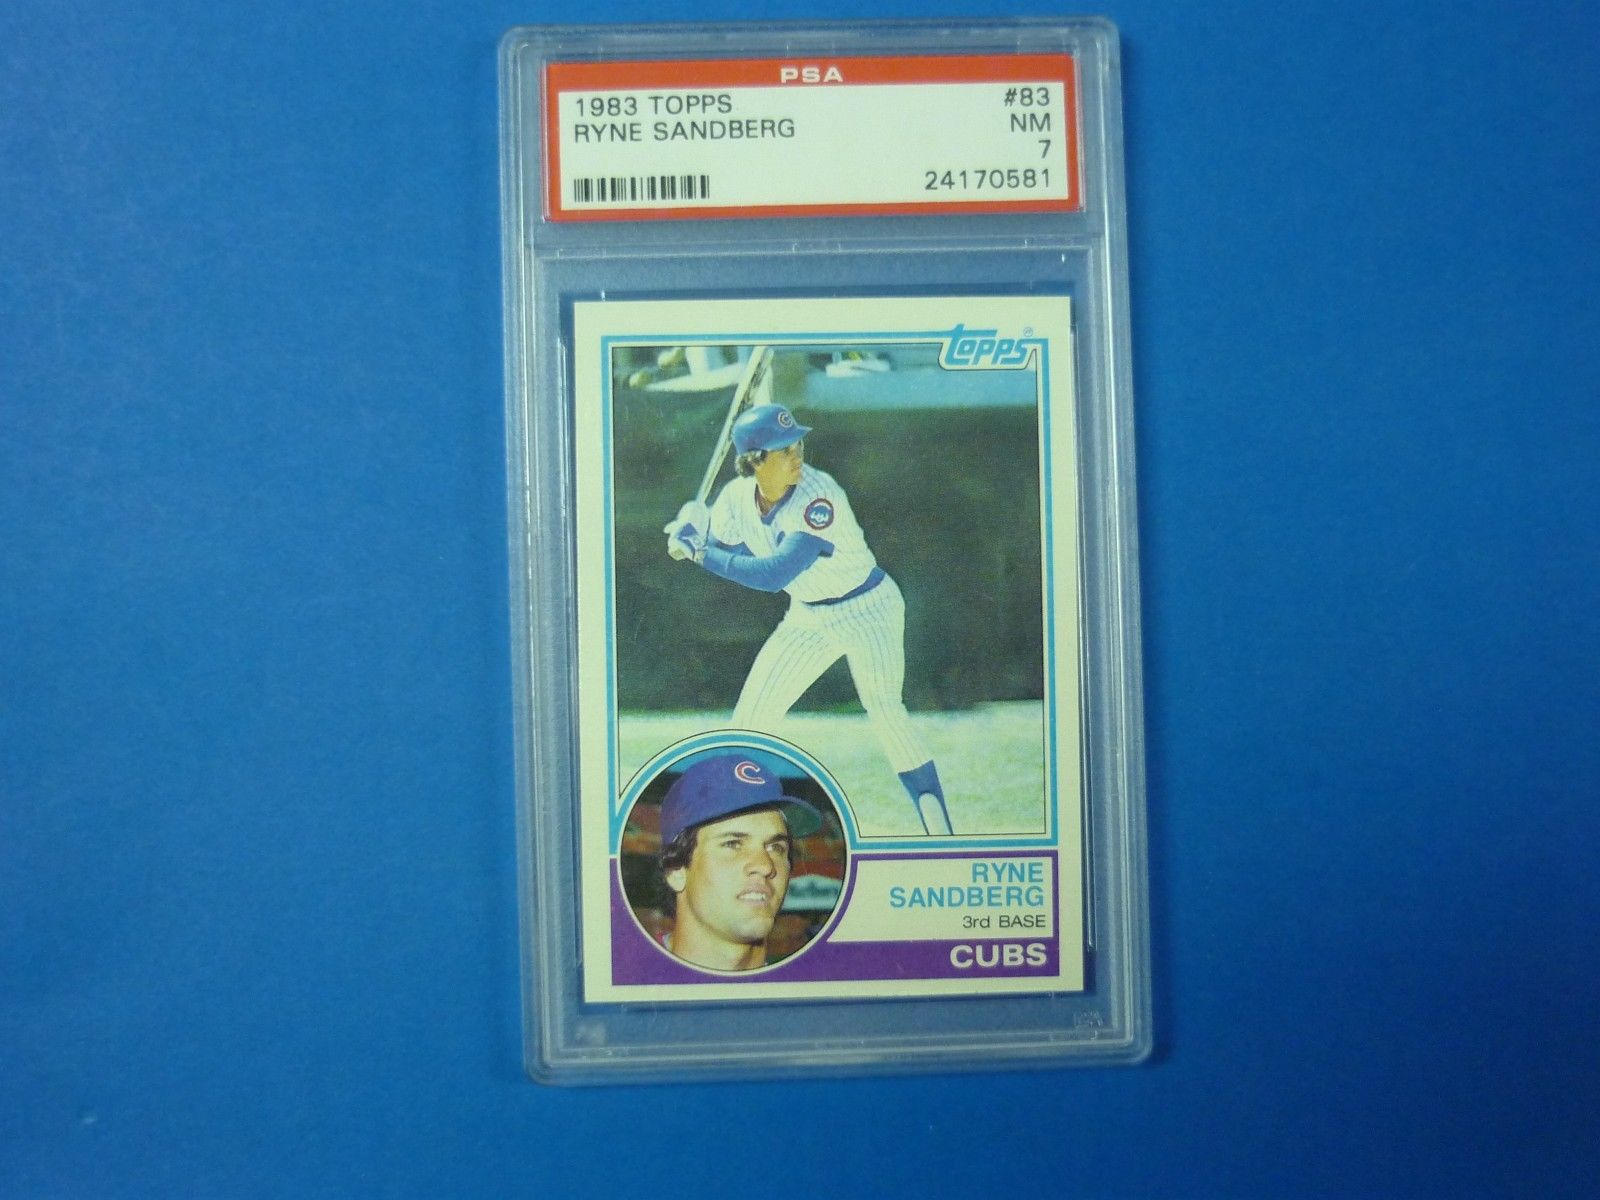 PSA
1983 TOPPS #83
RYNE SANDBERG NM
7
24170581
topps®
C
C
RYNE
SANDBERG
3rd BASE
CUBS